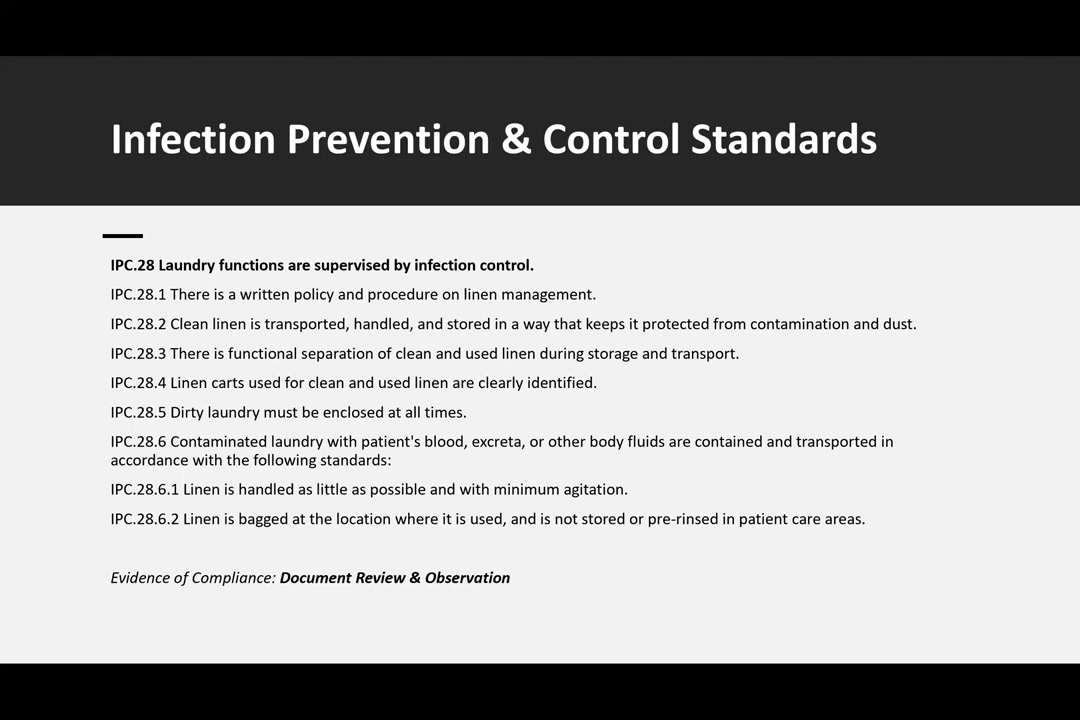 Infection Prevention & Control Standards
IPC.28 Laundry functions are supervised by infection control.
IPC.28.1 There is a written policy and procedure on linen management.
IPC.28.2 Clean linen is transported, handled, and stored in a way that keeps it protected from contamination and dust.
IPC.28.3 There is functional separation of clean and used linen during storage and transport.
IPC.28.4 Linen carts used for clean and used linen are clearly identified.
IPC.28.5 Dirty laundry must be enclosed at all times.
IPC.28.6 Contaminated laundry with patient's blood, excreta, or other body fluids are contained and transported in
accordance with the following standards:
IPC.28.6.1 Linen is handled as little as possible and with minimum agitation.
IPC.28.6.2 Linen is bagged at the location where it is used, and is not stored or pre-rinsed in patient care areas.
Evidence of Compliance: Document Review & Observation